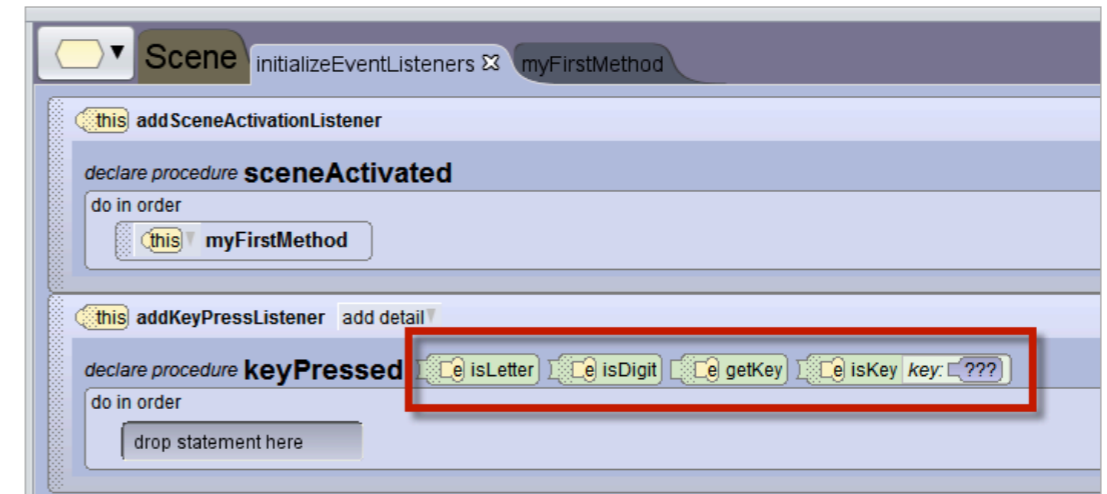 Scene initializeEventListeners myFirstMethod
this addSceneActivationListener
declare procedure sceneActivated
do in order
this myFirstMethod
this addKeyPressListener add detail
declare procedure keyPressed e isLetter e isDigit e getKey e isKey key: ???
do in order
drop statement here